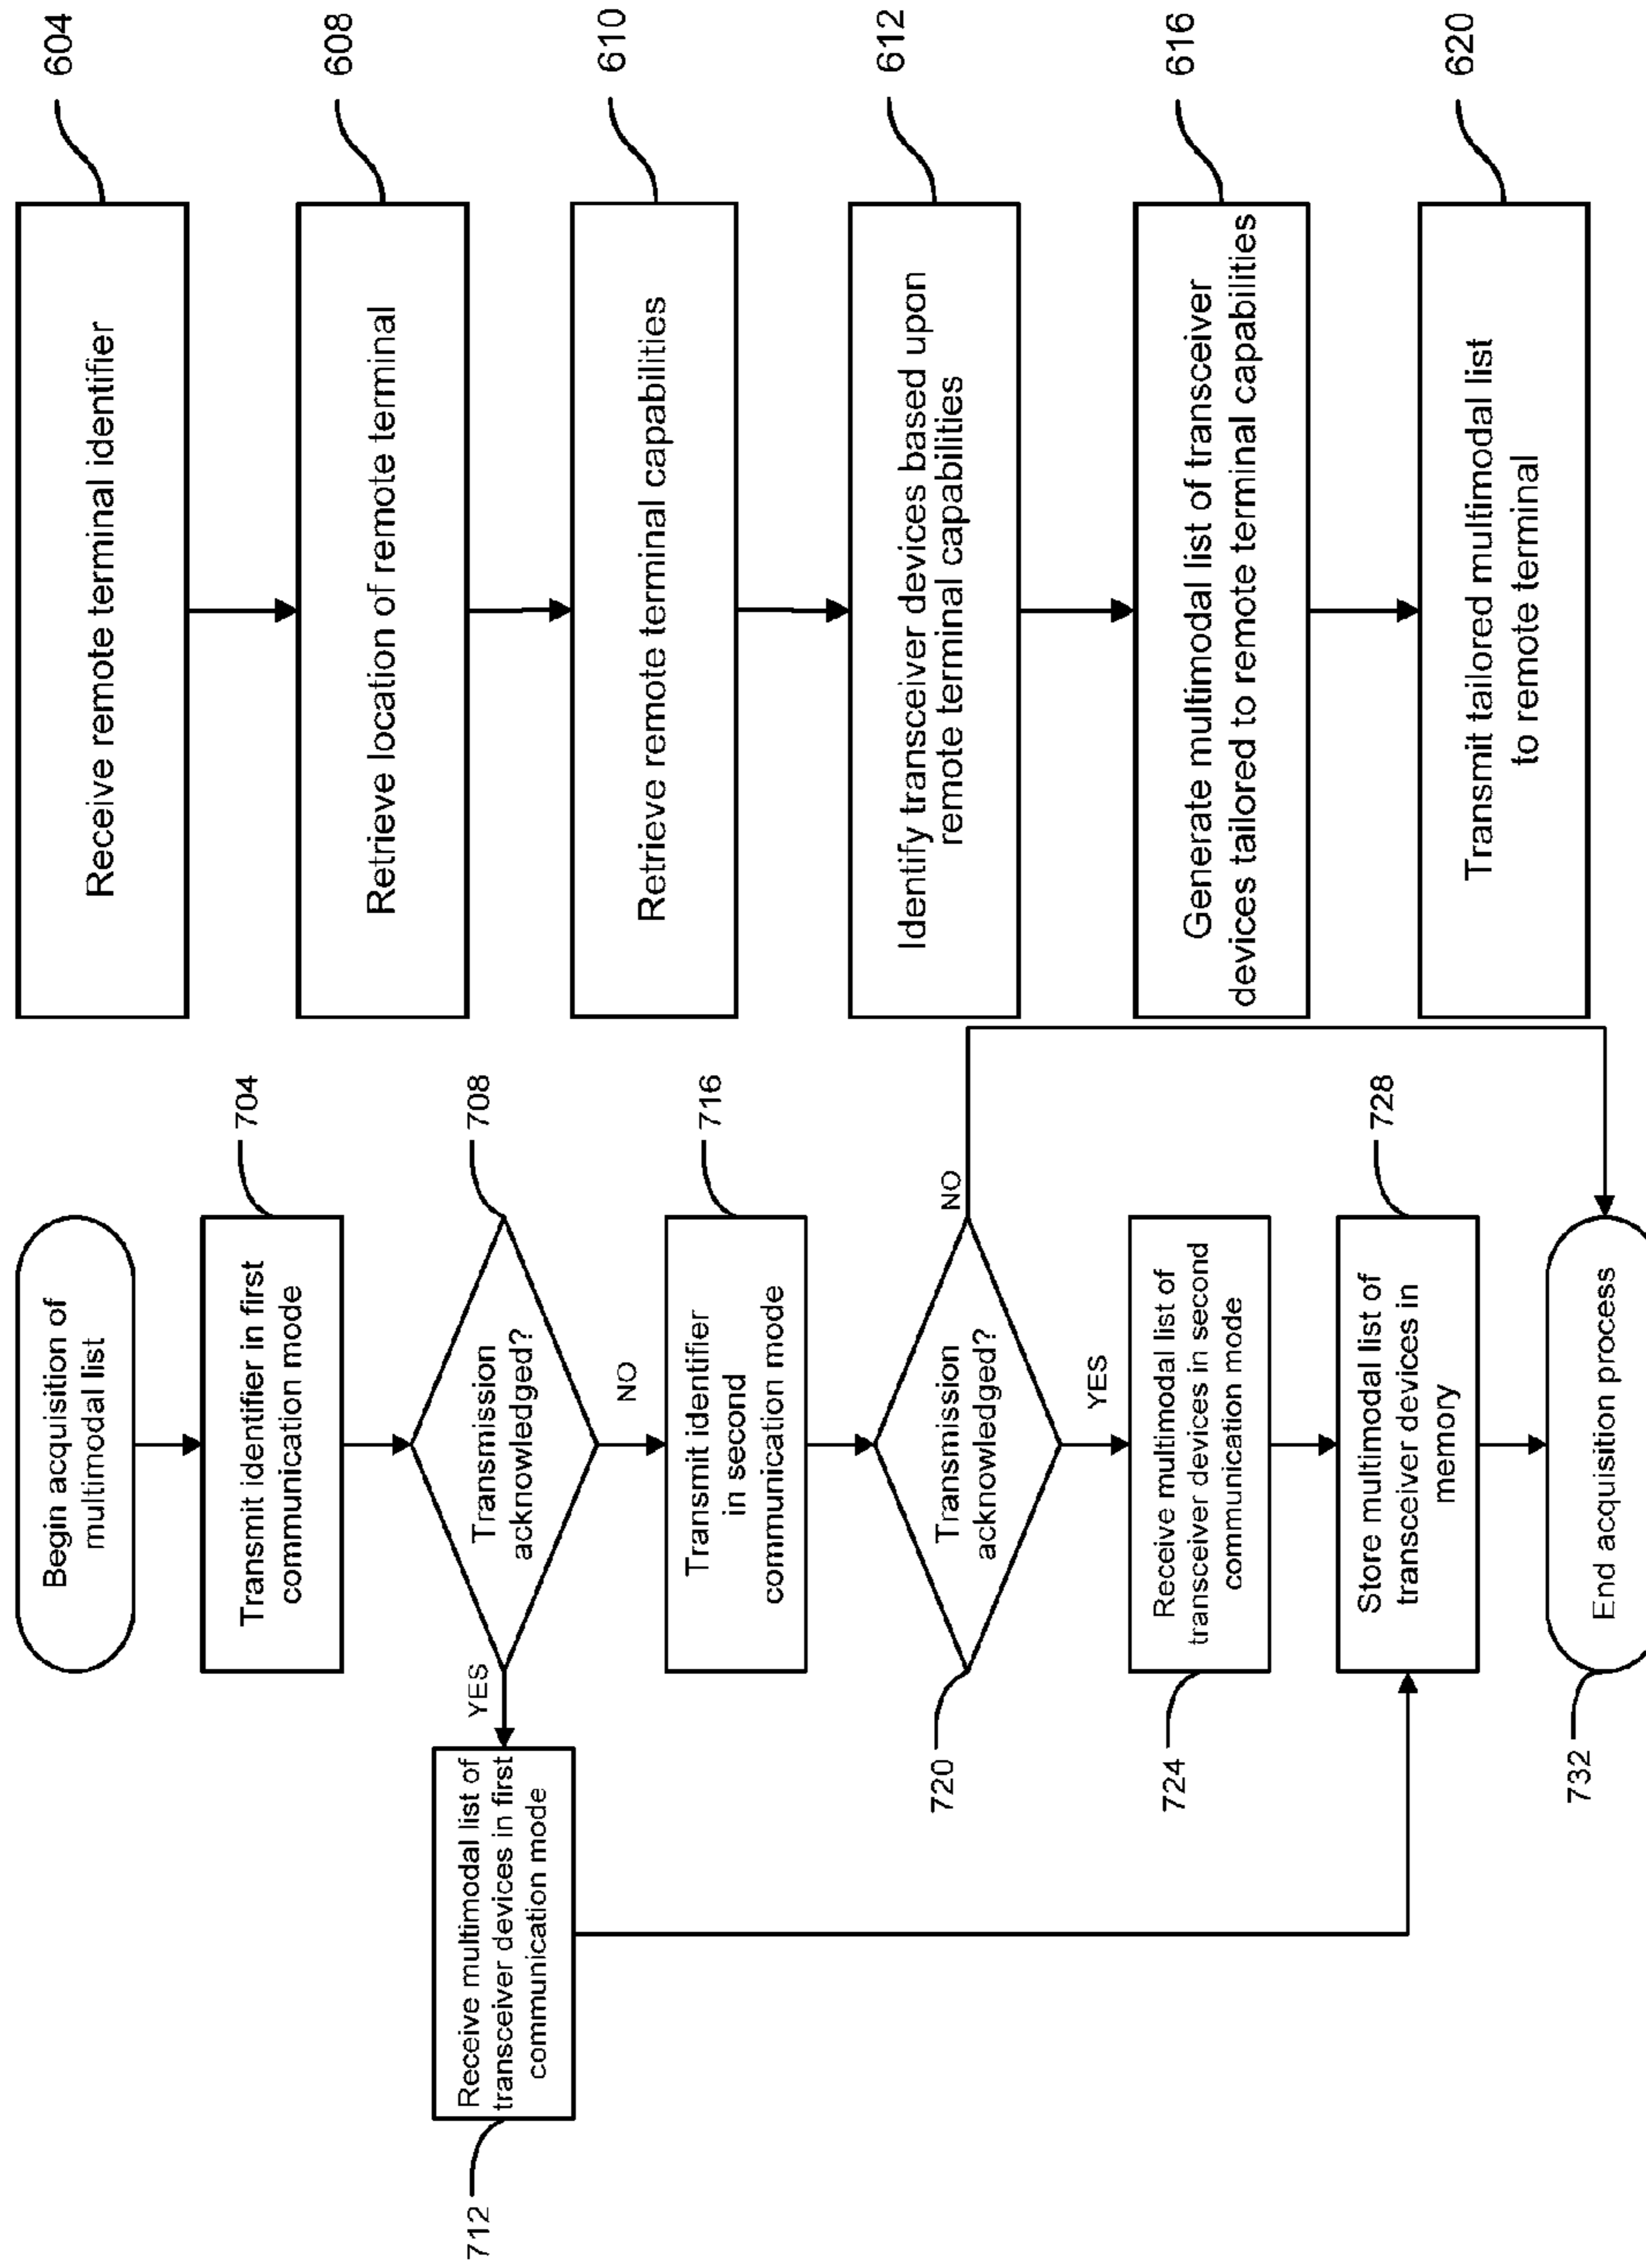 Receive remote terminal identifier
604
Retrieve location of remote terminal
608
Retrieve remote terminal capabilities
610
Identify transceiver devices based upon
remote terminal capabilities
612
Generate multimodal list of transceiver
devices tailored to remote terminal capabilities
616
Transmit tailored multimodal list
to remote terminal
620
Begin acquisition of
multimodal list
Transmit identifier in first
communication mode
704
Transmission
acknowledged?
708
YES
NO
Receive multimodal list of
transceiver devices in first
communication mode
712
Transmit identifier
in second
communication mode
716
Transmission
acknowledged?
720
NO
YES
Receive multimodal list of
transceiver devices in second
communication mode
724
Store multimodal list of
transceiver devices in
memory
728
End acquisition process
732